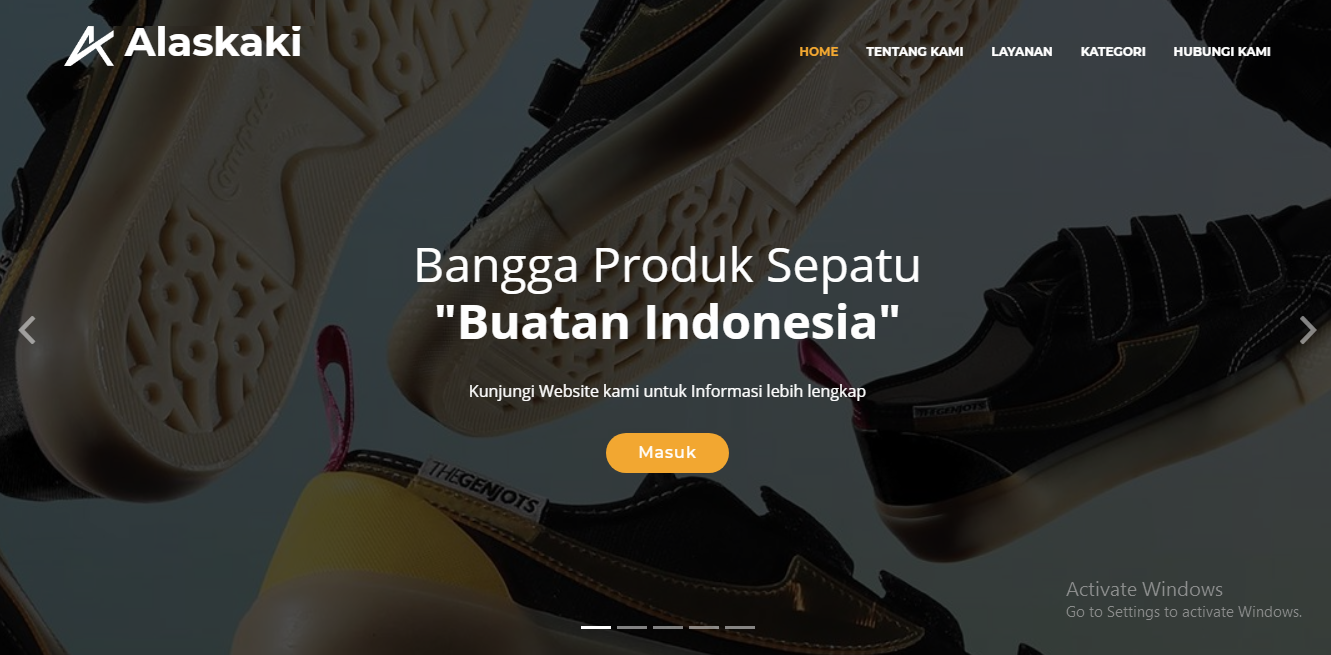 Alaskaki
HOME TENTANG KAMI LAYANAN KATEGORI HUBUNGI KAMI
Campus
Bangga Produk Sepatu
"Buatan Indonesia"
Kunjungi Website kami untuk Informasi lebih lengkap
THEGENJOTS
Masuk
THEGENJOTS
Activate Windows
Go to Settings to activate Windows.